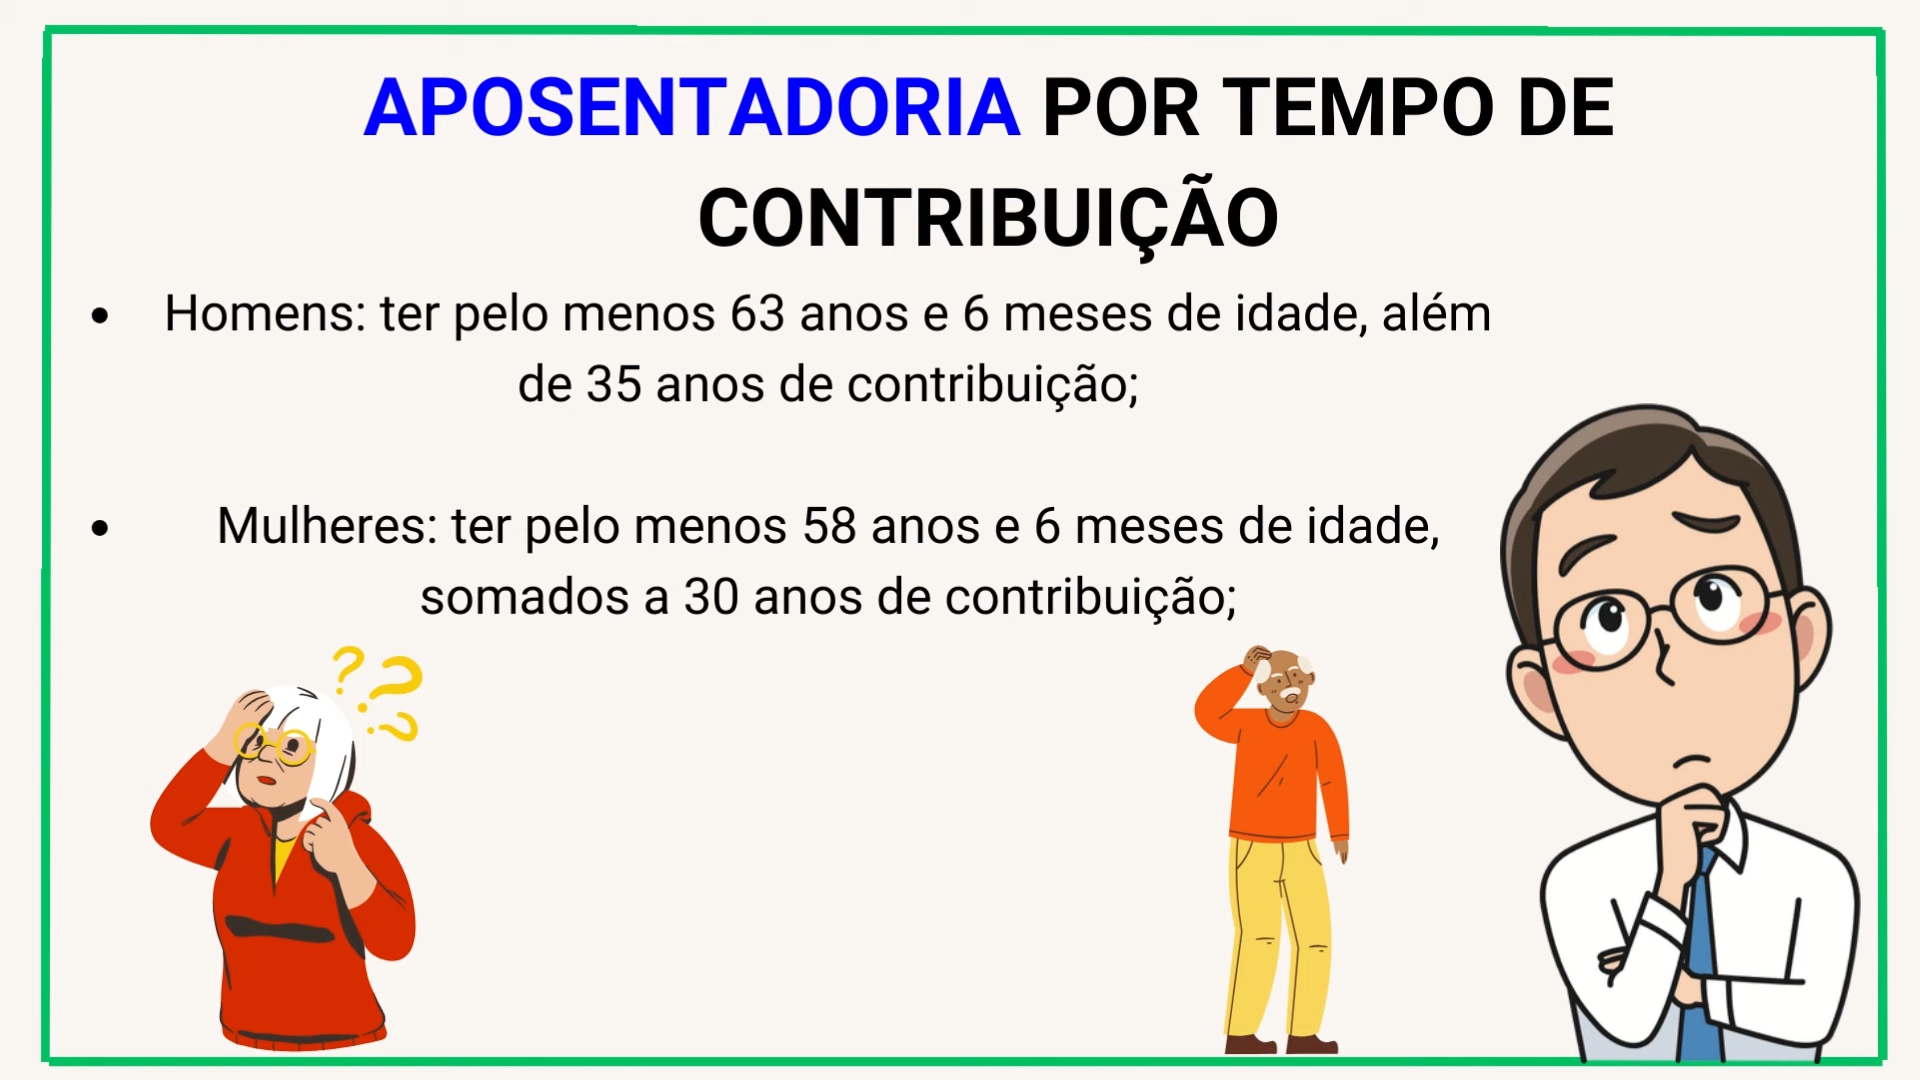 APOSENTADORIA POR TEMPO DE
CONTRIBUIÇÃO
• Homens: ter pelo menos 63 anos e 6 meses de idade, além
de 35 anos de contribuição;
• Mulheres: ter pelo menos 58 anos e 6 meses de idade,
somados a 30 anos de contribuição;
???